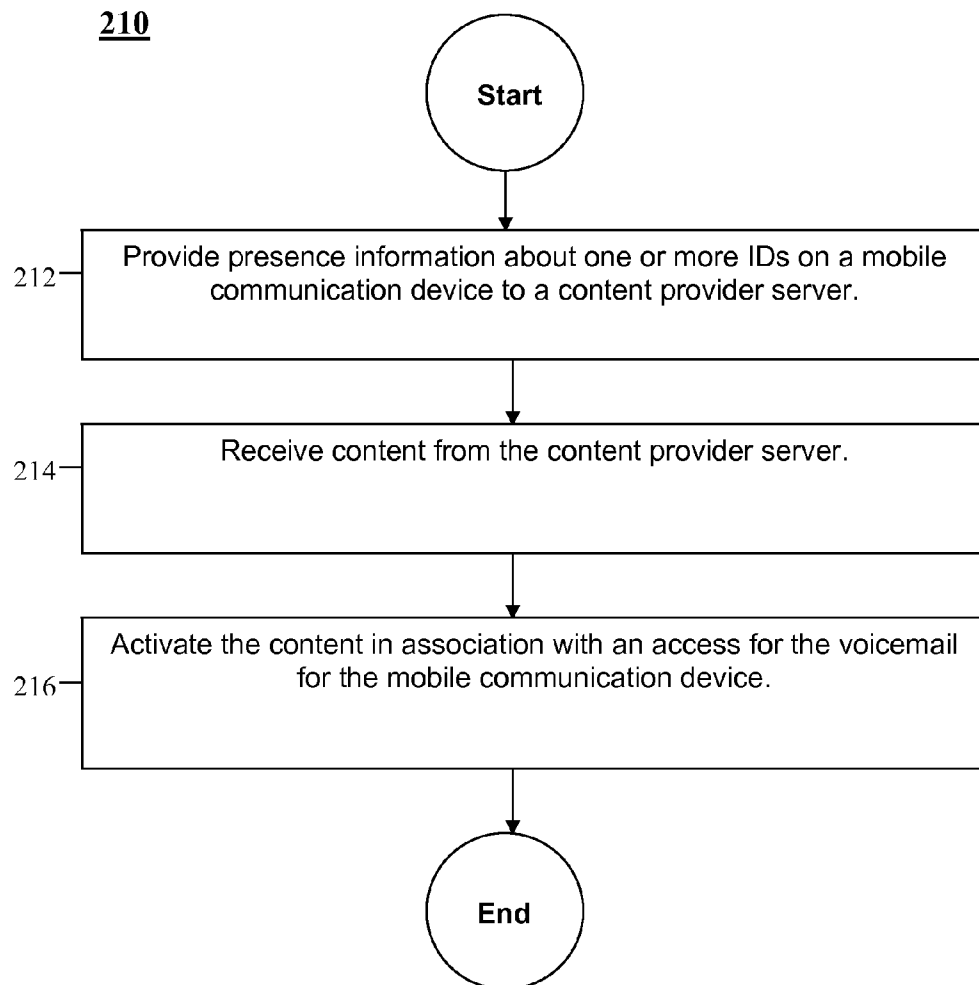 210
Start
212
Provide presence information about one or more IDs on a mobile
communication device to a content provider server.
214
Receive content from the content provider server.
216
Activate the content in association with an access for the voicemail
for the mobile communication device.
End